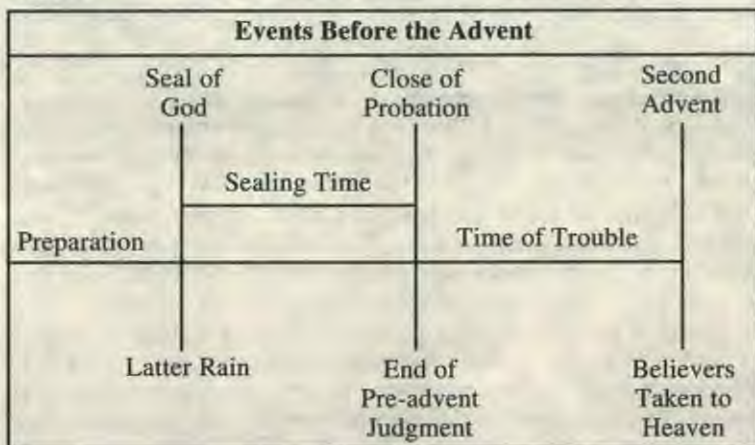 Events Before the Advent
Seal of
God
Close of
Probation
Second
Advent
Sealing Time
Preparation
Time of Trouble
Latter Rain
End of
Pre-advent
Judgment
Believers
Taken to
Heaven